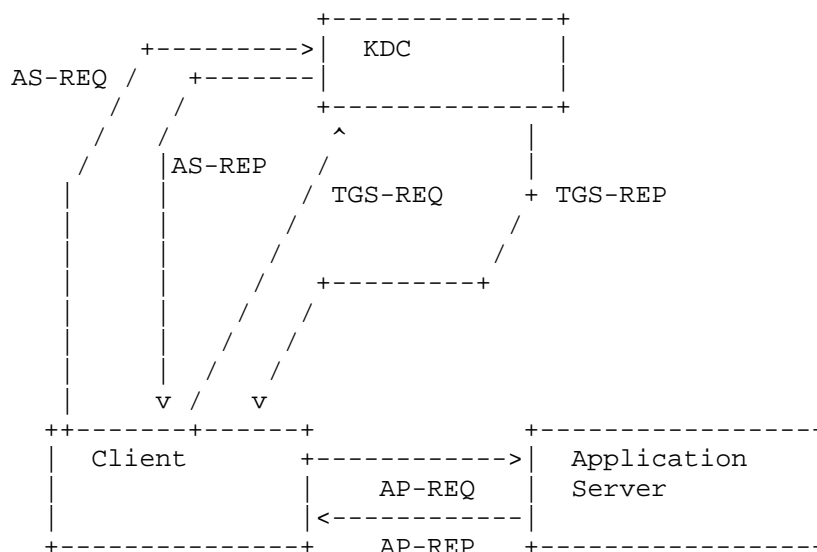 KDC
AS-REQ
AS-REP
TGS-REQ TGS-REP
Client Application
AP-REQ Server
AP-REP